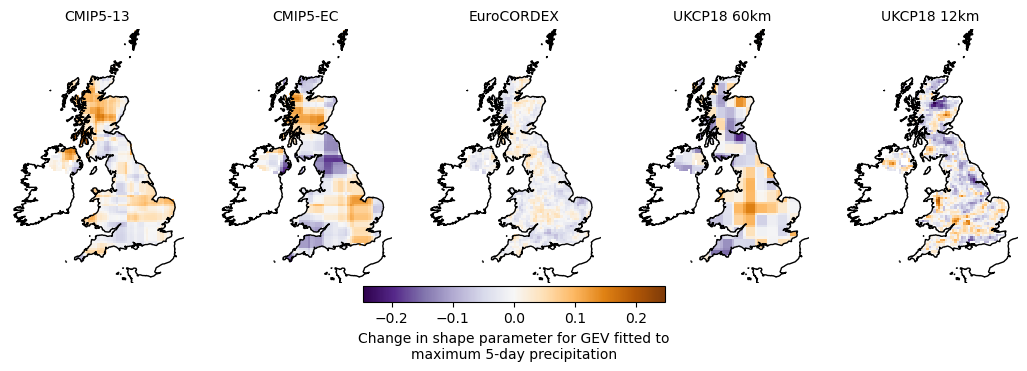 CMIP5-13
CMIP5-EC
EuroCORDEX
UKCP18 60km
UKCP18 12km
−0.2
−0.1
0.0
0.1
0.2
Change in shape parameter for GEV fitted to
maximum 5-day precipitation